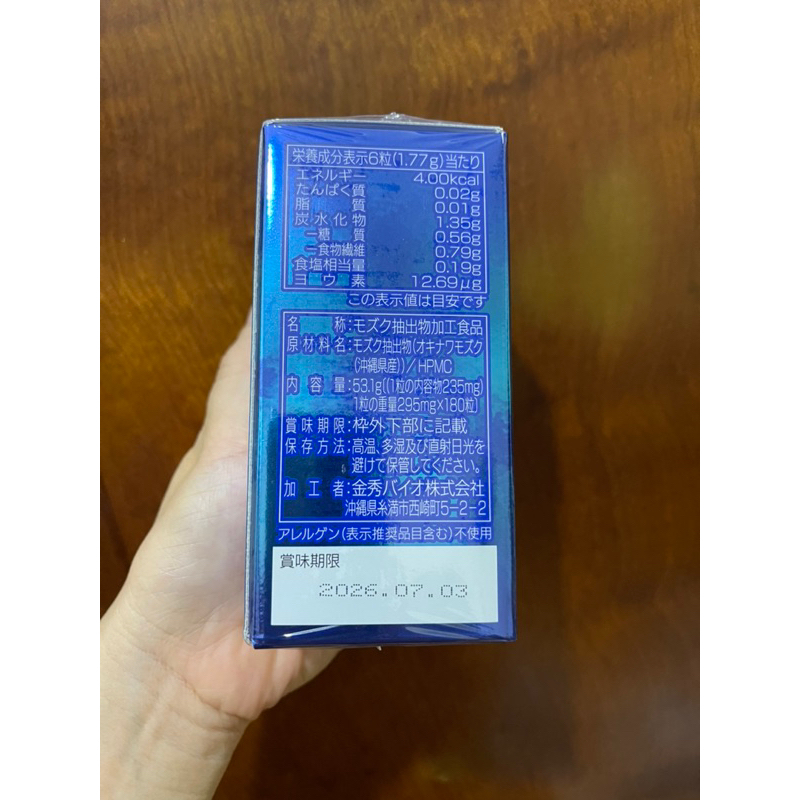 栄養成分表示6粒(1.77g)当たり
エネルギー 4.00kcal
たんぱく質 0.02g
脂質 0.01g
炭水化物 1.35g
ー糖質 0.56g
ー食物繊維 0.79g
食塩相当量 0.19g
ヨウ素 12.69μg
この表示値は目安です
名称:モズク抽出物加工食品
原材料名:モズク抽出物(オキナワモズク
(沖縄県産))/HPMC
内容量:53.1g((1粒の内容物235mg)
1粒の重量295mg×180粒)
賞味期限:枠外下部に記載
保存方法:高温、多湿及び直射日光を
避けて保管してください。
加工者:金秀バイオ株式会社
沖縄県糸満市西崎町5-2-2
アレルゲン(表示推奨品目含む)不使用
賞味期限
2026.07.03